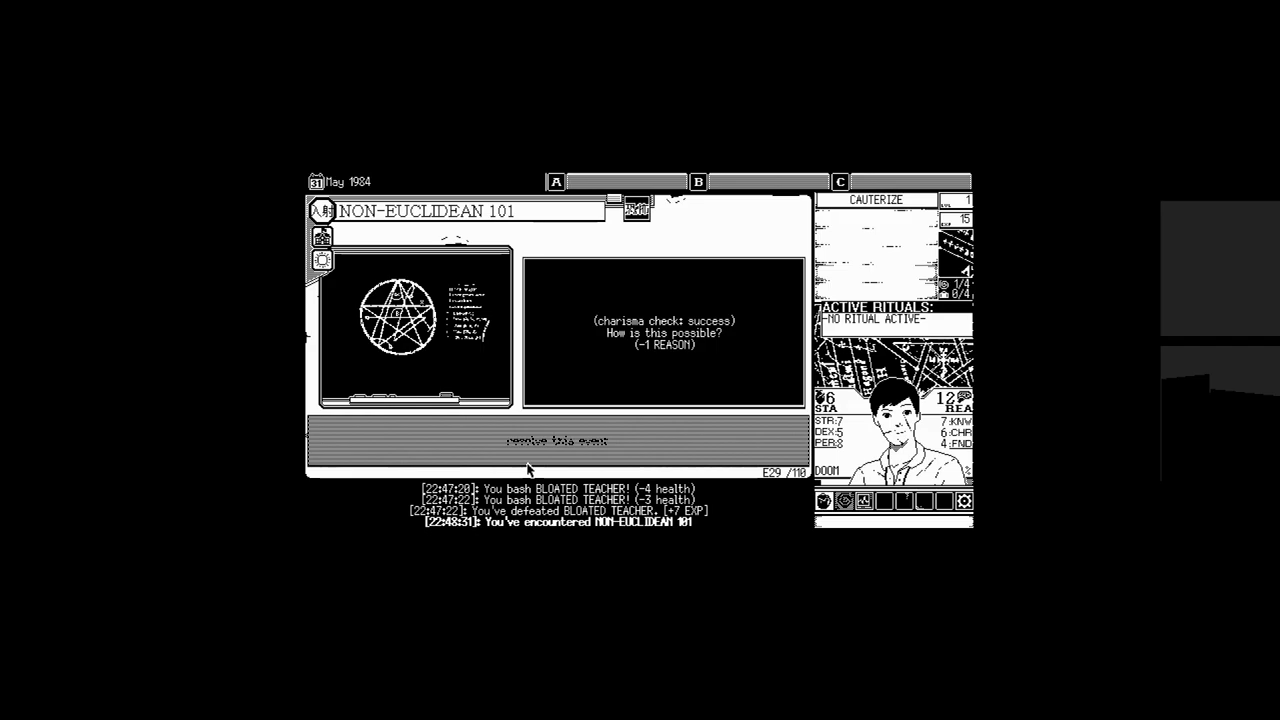 31 May 1984
A
B
C
入射 NON-EUCLIDEAN 101
CAUTERIZE
1
15
1/4
0/4
(charisma check: success)
How is this possible?
(-1 REASON)
ACTIVE RITUALS:
-NO RITUAL ACTIVE-
6
STA
12
REA
STR:7
DEX:5
PER:8
7:KNW
6:CHR
4:FND
DOOM
resolve this event
E29 /110
[22:47:20]: You bash BLOATED TEACHER! (-4 health)
[22:47:22]: You bash BLOATED TEACHER! (-3 health)
[22:47:22]: You've defeated BLOATED TEACHER. [+7 EXP]
[22:48:31]: You've encountered NON-EUCLIDEAN 101